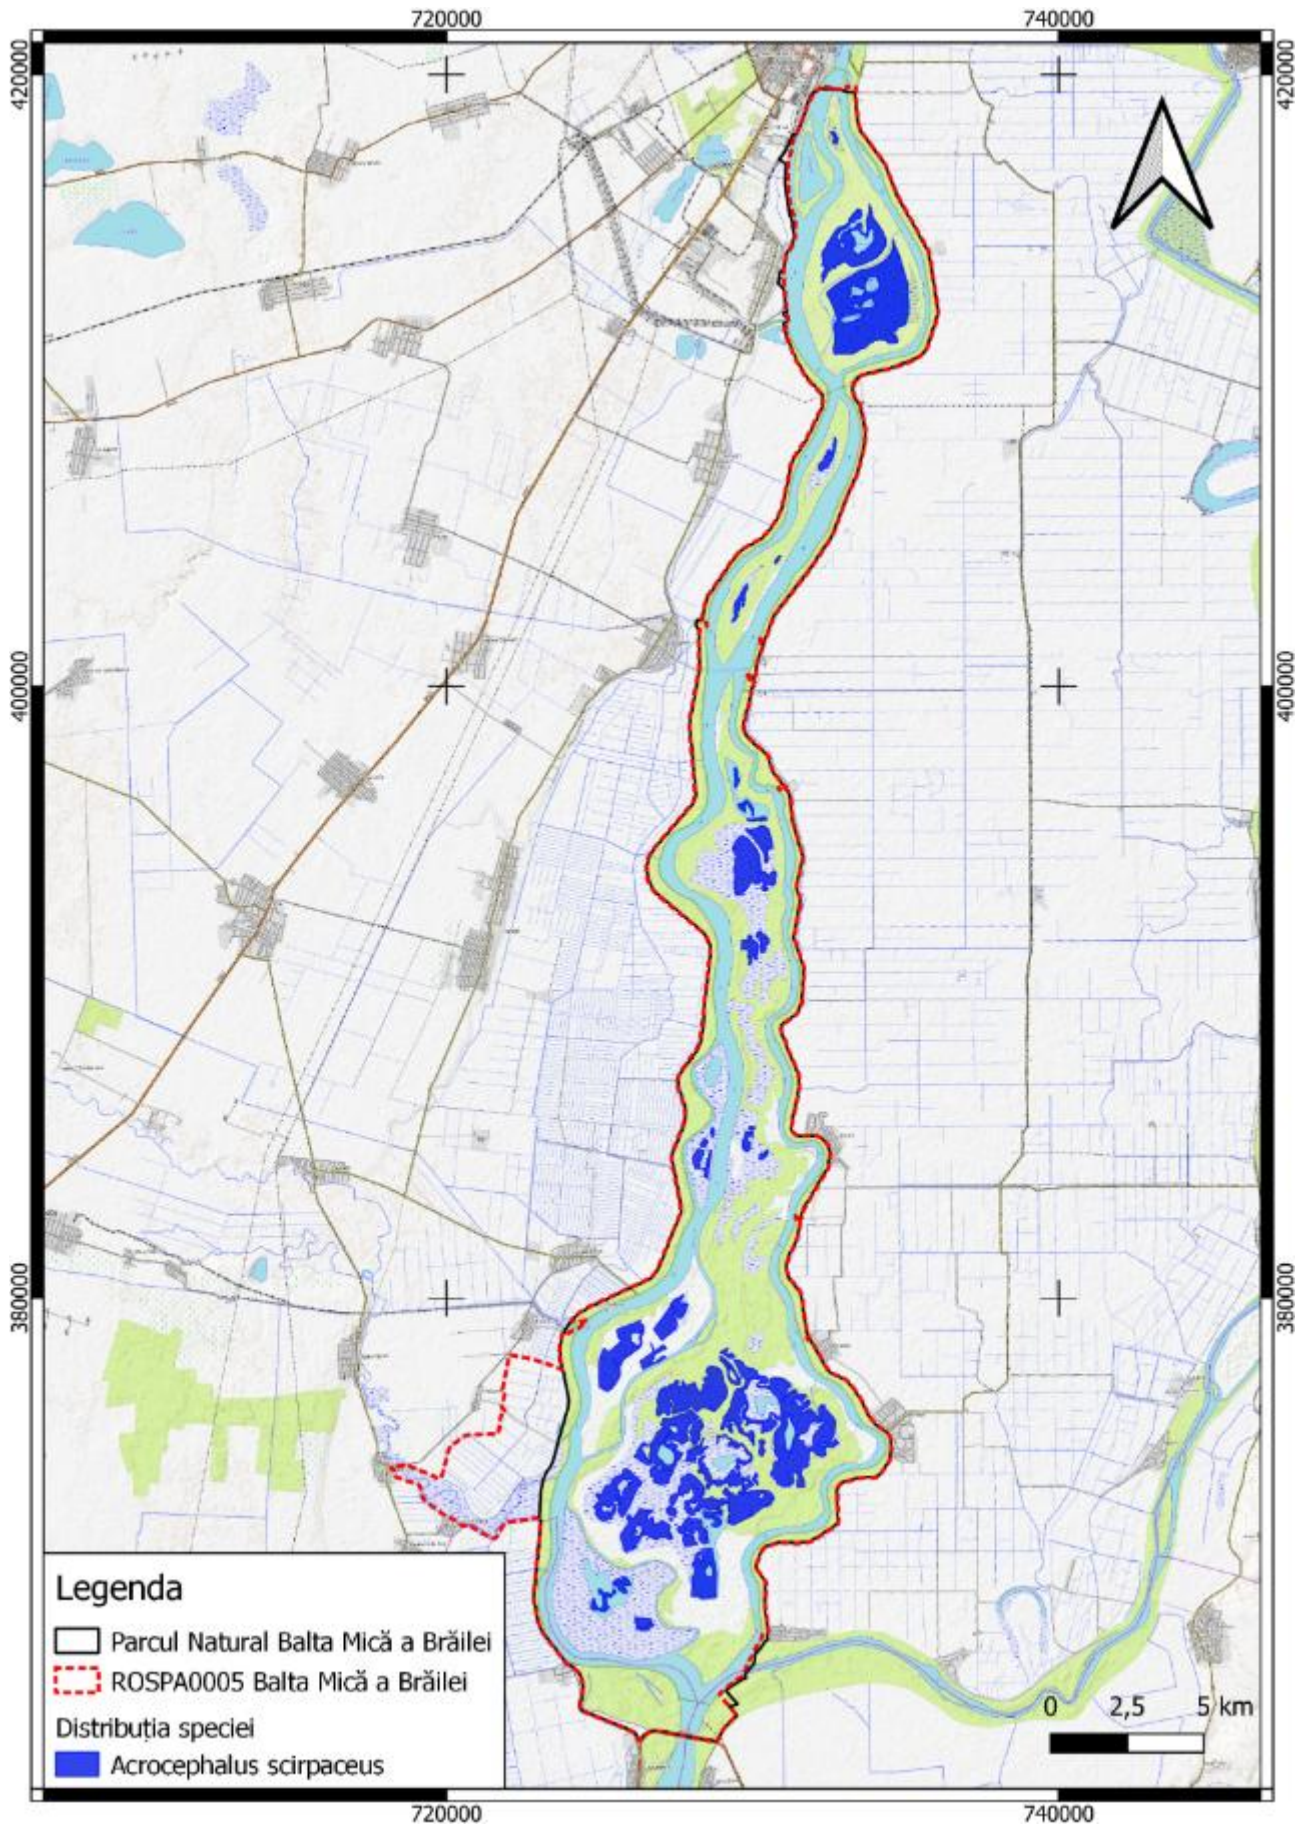 720000 740000
420000 420000
400000 400000
380000 380000
Legenda
Parcul Natural Balta Mică a Brăilei
ROSPA0005 Balta Mică a Brăilei
Distribuția speciei
Acrocephalus scirpaceus
0 2,5 5 km
720000 740000